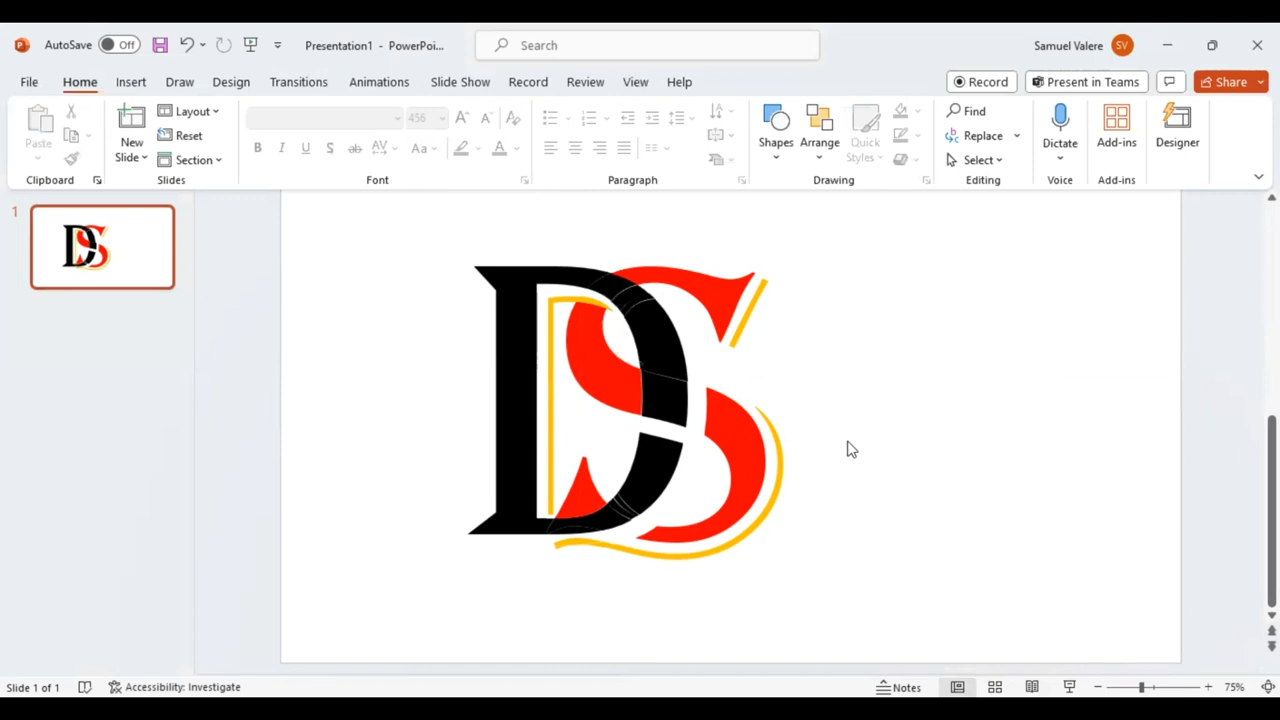 AutoSave Off Presentation1 - PowerPoi... Search Samuel Valere SV
File Home Insert Draw Design Transitions Animations Slide Show Record Review View Help Record Present in Teams Share
Paste New Slide Layout Reset Section 456 A A A B I U S ab AV Aa A Shapes Arrange Quick Styles Find Replace Select Dictate Add-ins Designer
Clipboard Slides Font Paragraph Drawing Editing Voice Add-ins
1 DS
DS
Slide 1 of 1 Accessibility: Investigate Notes 75%